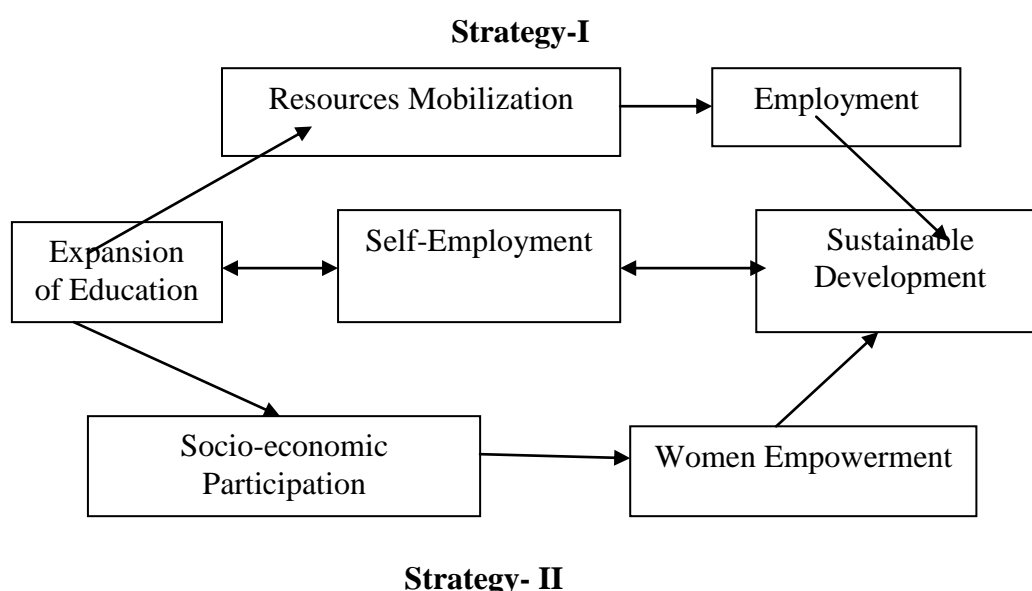 Strategy-I
Resources Mobilization
Employment
Expansion
of Education
Self-Employment
Sustainable
Development
Socio-economic
Participation
Women Empowerment
Strategy- II